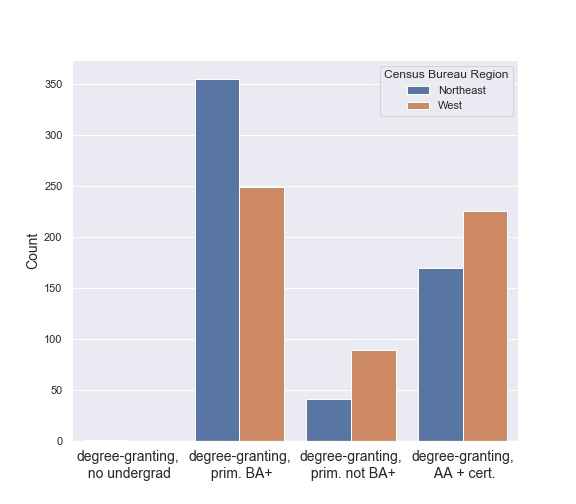 Census Bureau Region
Northeast
West
350
300
250
200
150
100
50
0
Count
degree-granting,
no undergrad
degree-granting,
prim. BA+
degree-granting,
prim. not BA+
degree-granting,
AA + cert.